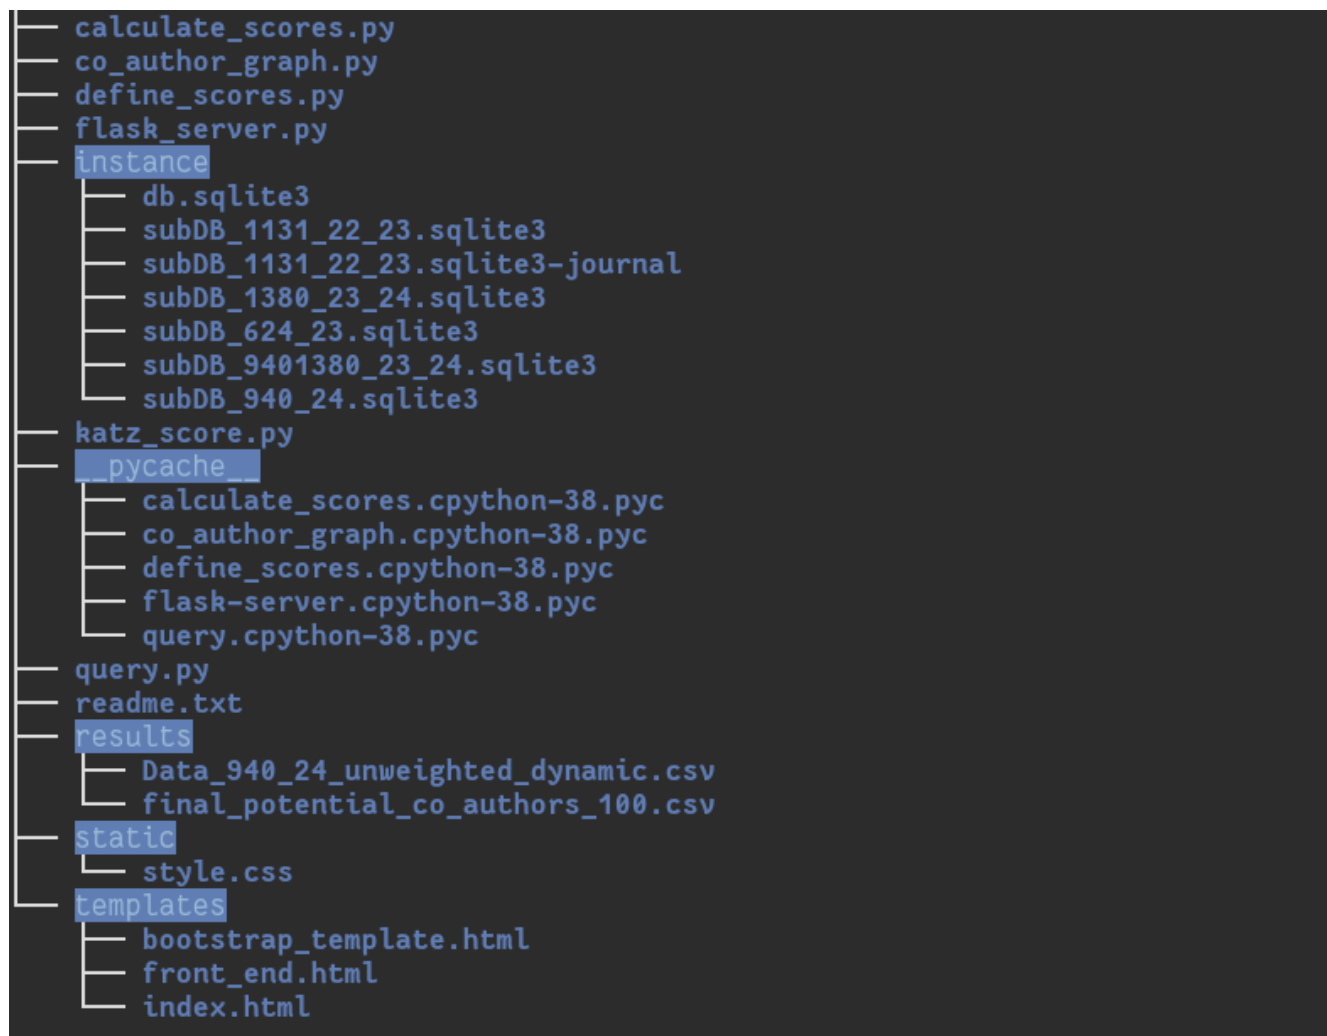 calculate_scores.py
co_author_graph.py
define_scores.py
flask_server.py
instance
db.sqlite3
subDB_1131_22_23.sqlite3
subDB_1131_22_23.sqlite3-journal
subDB_1380_23_24.sqlite3
subDB_624_23.sqlite3
subDB_9401380_23_24.sqlite3
subDB_940_24.sqlite3
katz_score.py
__pycache__
calculate_scores.cpython-38.pyc
co_author_graph.cpython-38.pyc
define_scores.cpython-38.pyc
flask-server.cpython-38.pyc
query.cpython-38.pyc
query.py
readme.txt
results
Data_940_24_unweighted_dynamic.csv
final_potential_co_authors_100.csv
static
style.css
templates
bootstrap_template.html
front_end.html
index.html